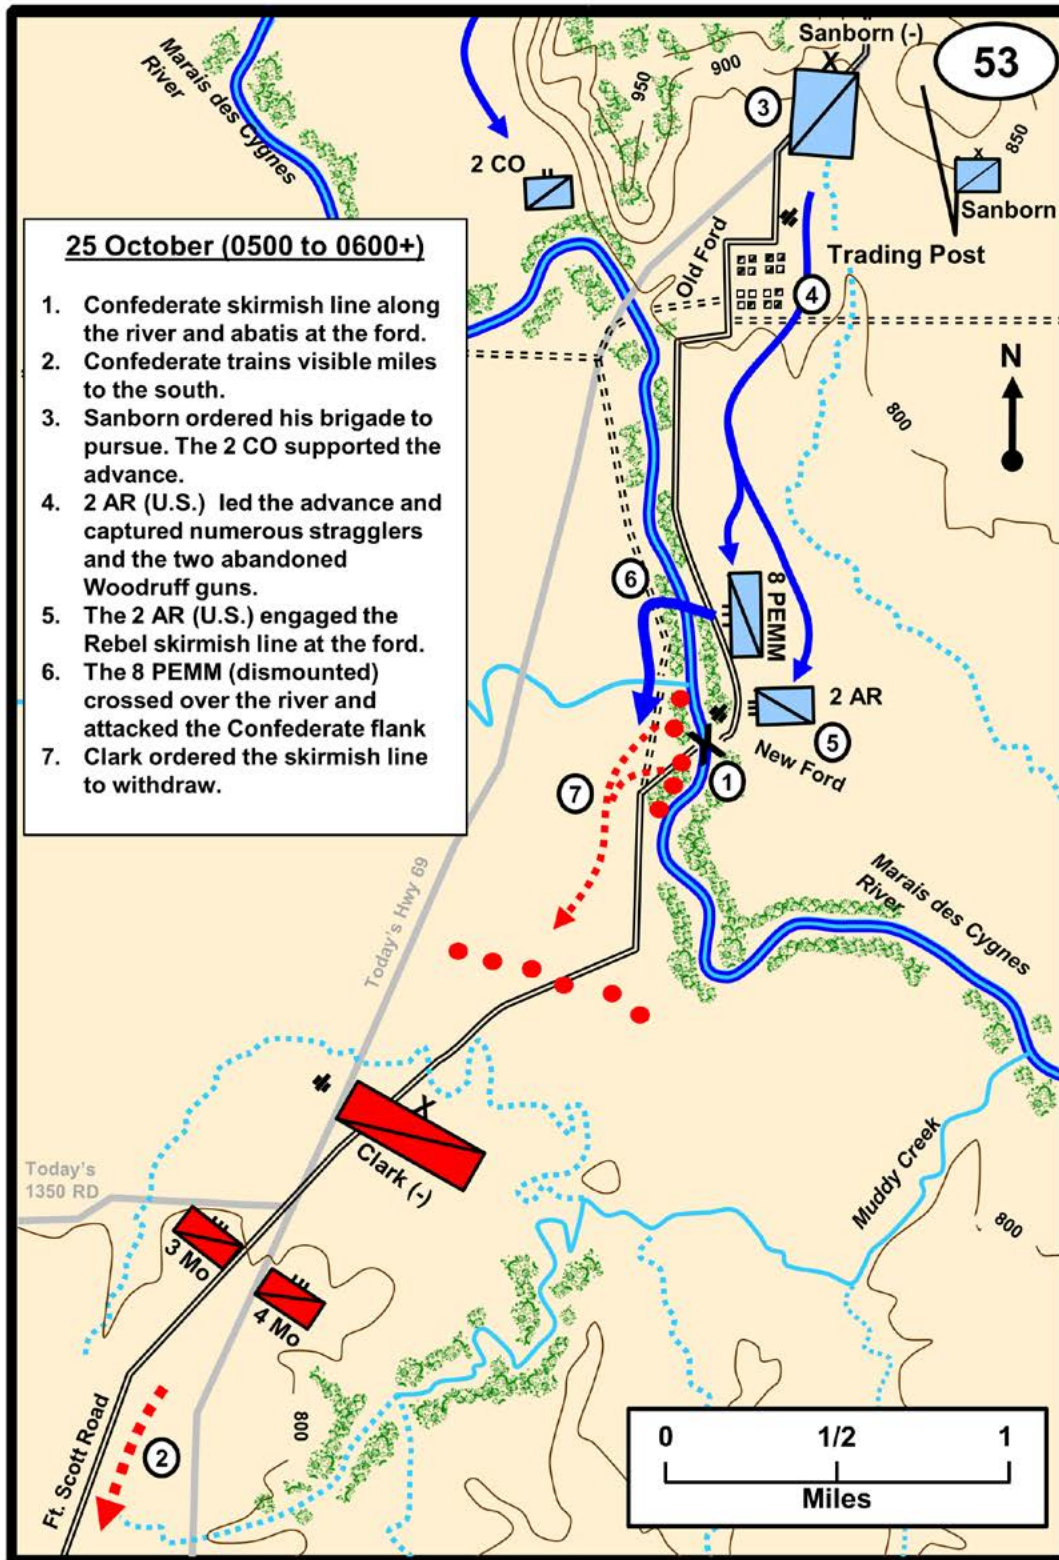 Sanborn (-)
X
53
Marais des Cygnes
River
900
950
3
850
2 CO
x
Sanborn
Old Ford
Trading Post
4
25 October (0500 to 0600+)
1. Confederate skirmish line along
the river and abatis at the ford.
2. Confederate trains visible miles
to the south.
3. Sanborn ordered his brigade to
pursue. The 2 CO supported the
advance.
4. 2 AR (U.S.) led the advance and
captured numerous stragglers
and the two abandoned
Woodruff guns.
5. The 2 AR (U.S.) engaged the
Rebel skirmish line at the ford.
6. The 8 PEMM (dismounted)
crossed over the river and
attacked the Confederate flank
7. Clark ordered the skirmish line
to withdraw.
N
800
6
8 PEMM
2 AR
5
New Ford
1
7
Today's Hwy 69
Marais des Cygnes
River
X
Clark (-)
Muddy Creek
Today's
1350 RD
800
3 Mo
4 Mo
800
2
Ft. Scott Road
0 1/2 1
Miles